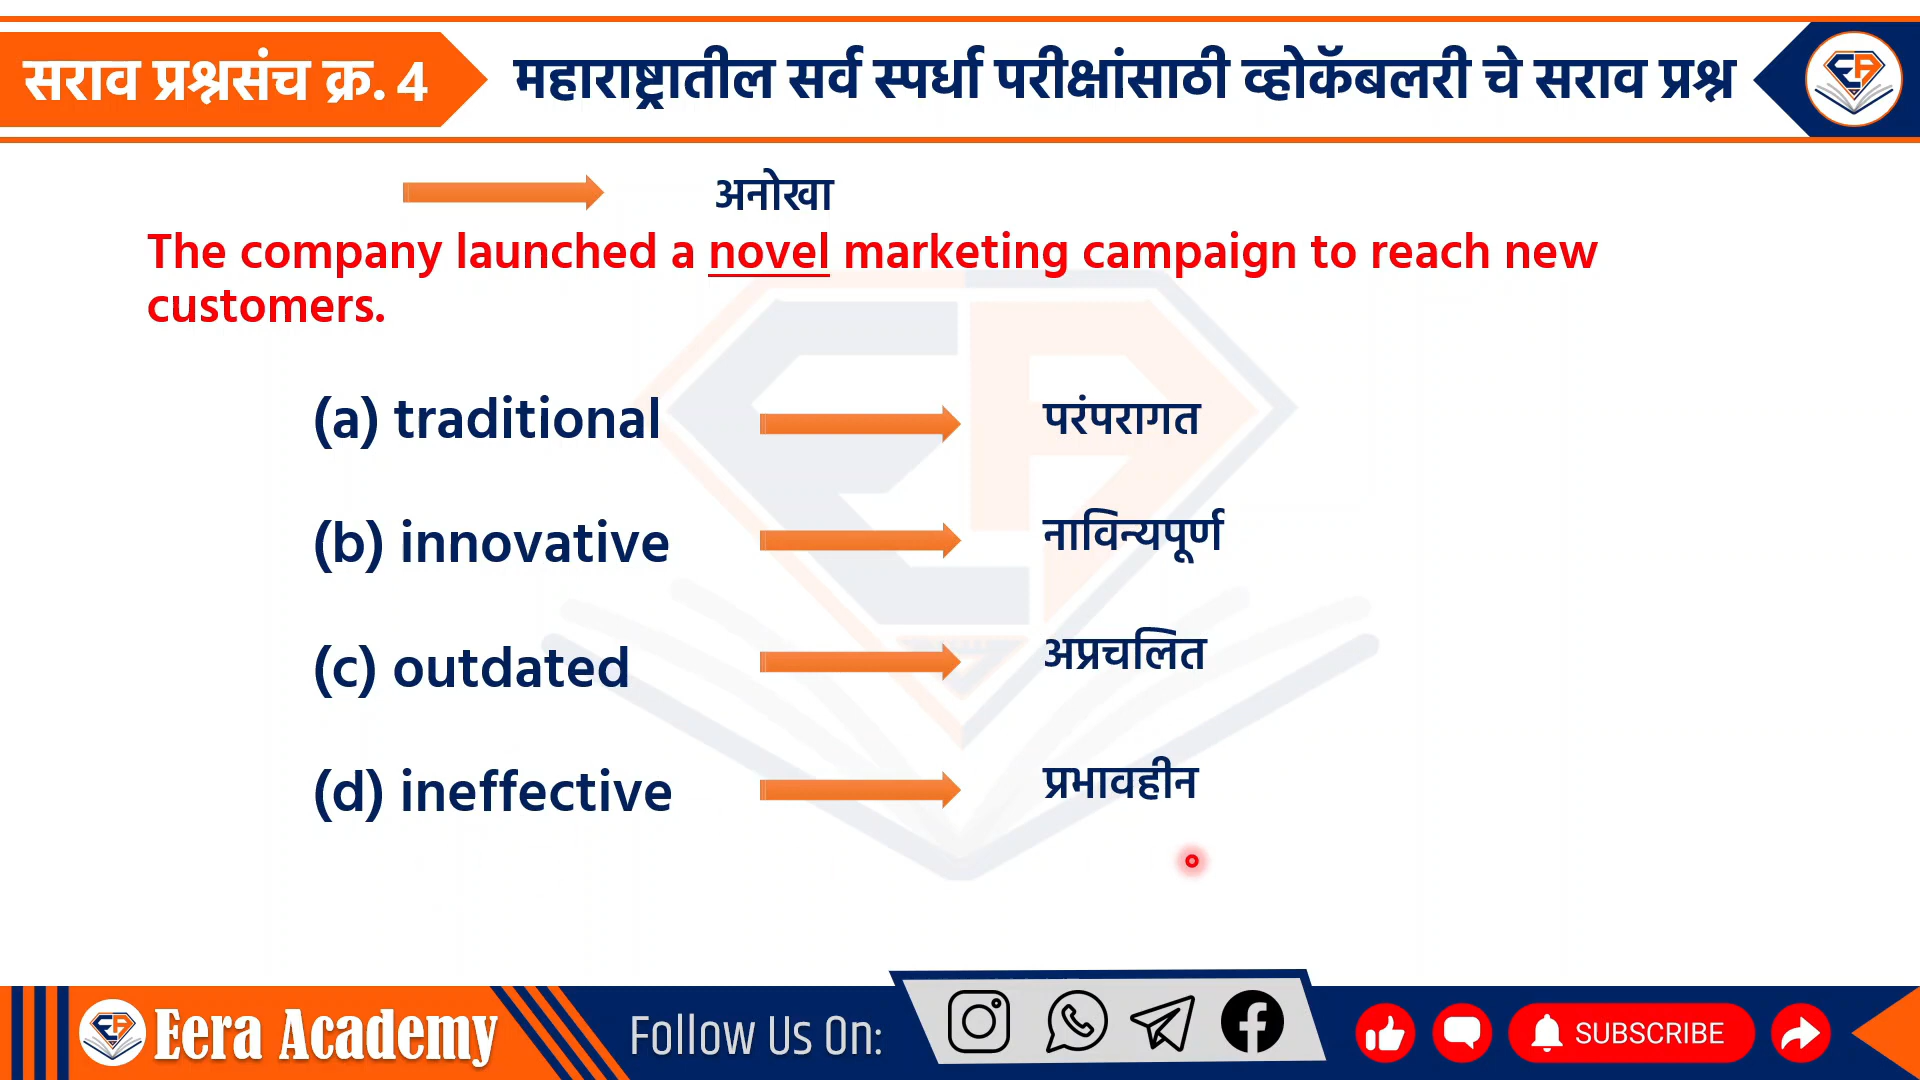 सराव प्रश्नसंच क्र. 4
महाराष्ट्रातील सर्व स्पर्धा परीक्षांसाठी व्होकॅबलरी चे सराव प्रश्न
अनोखा
The company launched a novel marketing campaign to reach new
customers.
(a) traditional
परंपरागत
(b) innovative
नाविन्यपूर्ण
(c) outdated
अप्रचलित
(d) ineffective
प्रभावहीन
Eera Academy
Follow Us On:
SUBSCRIBE